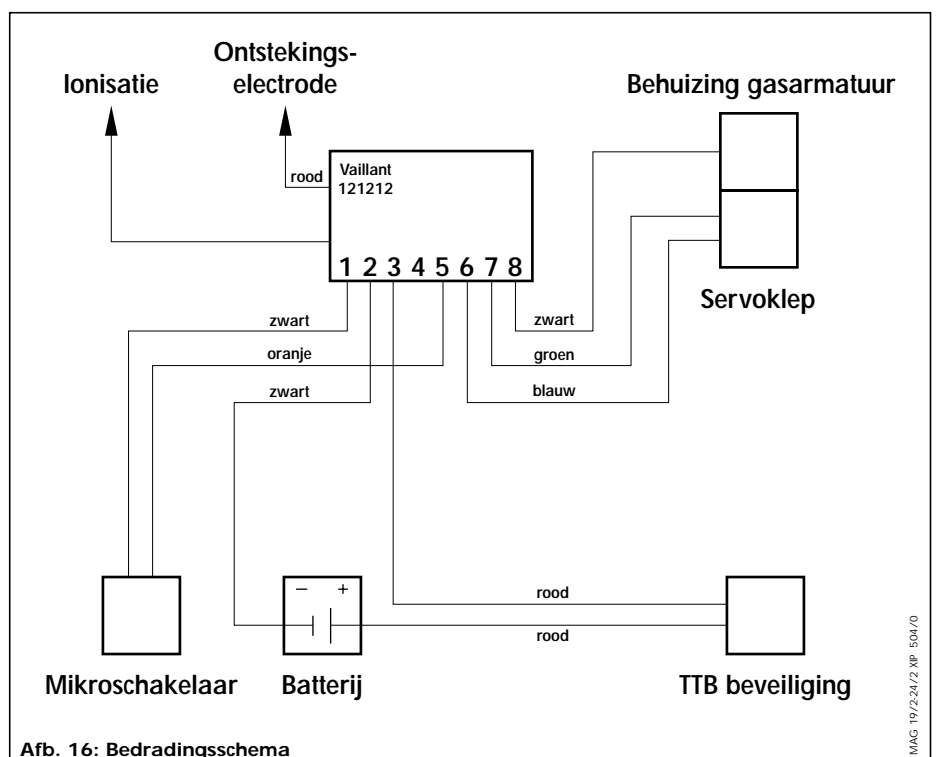 Ontstekings-
Ionisatie
electrode
Behuizing gasarmatuur
rood
Vaillant
121212
1 2 3 4 5 6 7 8
Servoklep
zwart
zwart
oranje
groen
zwart
blauw
– +
rood
rood
Mikroschakelaar
Batterij
TTB beveiliging
MAG 19/2-24/2 XIP 504/0
Afb. 16: Bedradingsschema